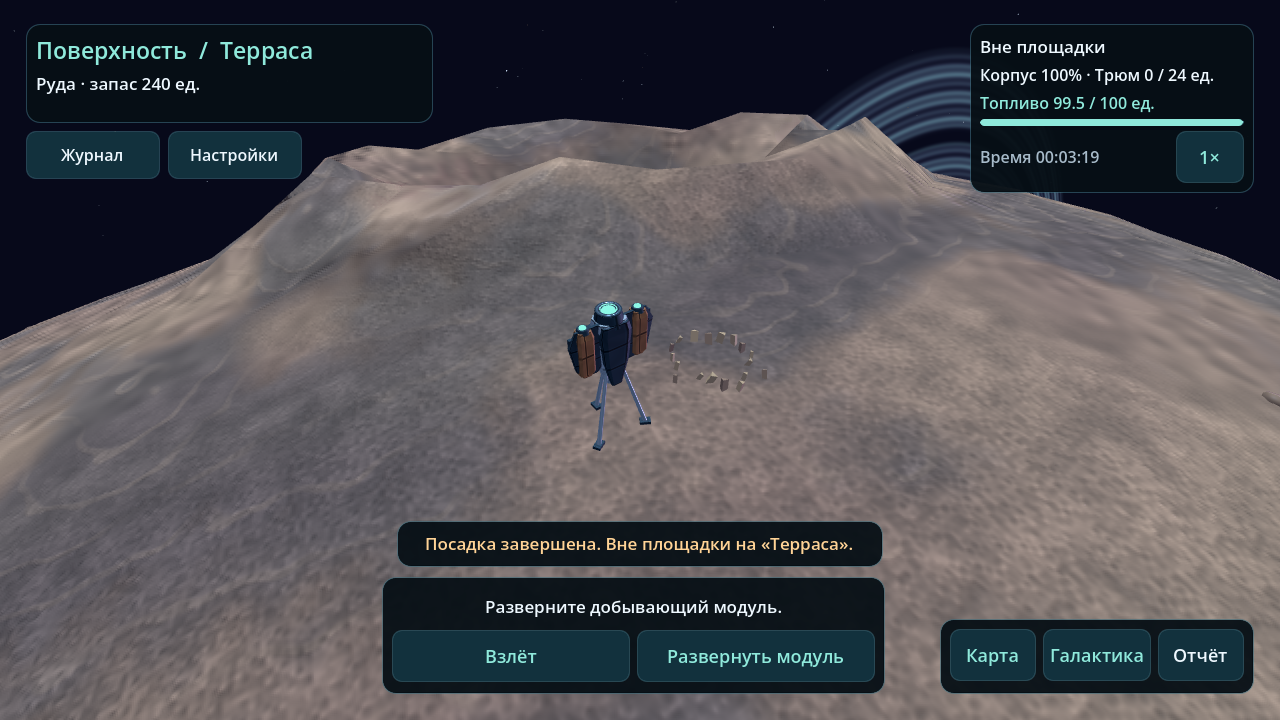 Поверхность / Терраса
Руда · запас 240 ед.
Журнал
Настройки
Вне площадки
Корпус 100% · Трюм 0 / 24 ед.
Топливо 99.5 / 100 ед.
Время 00:03:19
1×
Посадка завершена. Вне площадки на «Терраса».
Разверните добывающий модуль.
Взлёт
Развернуть модуль
Карта
Галактика
Отчёт